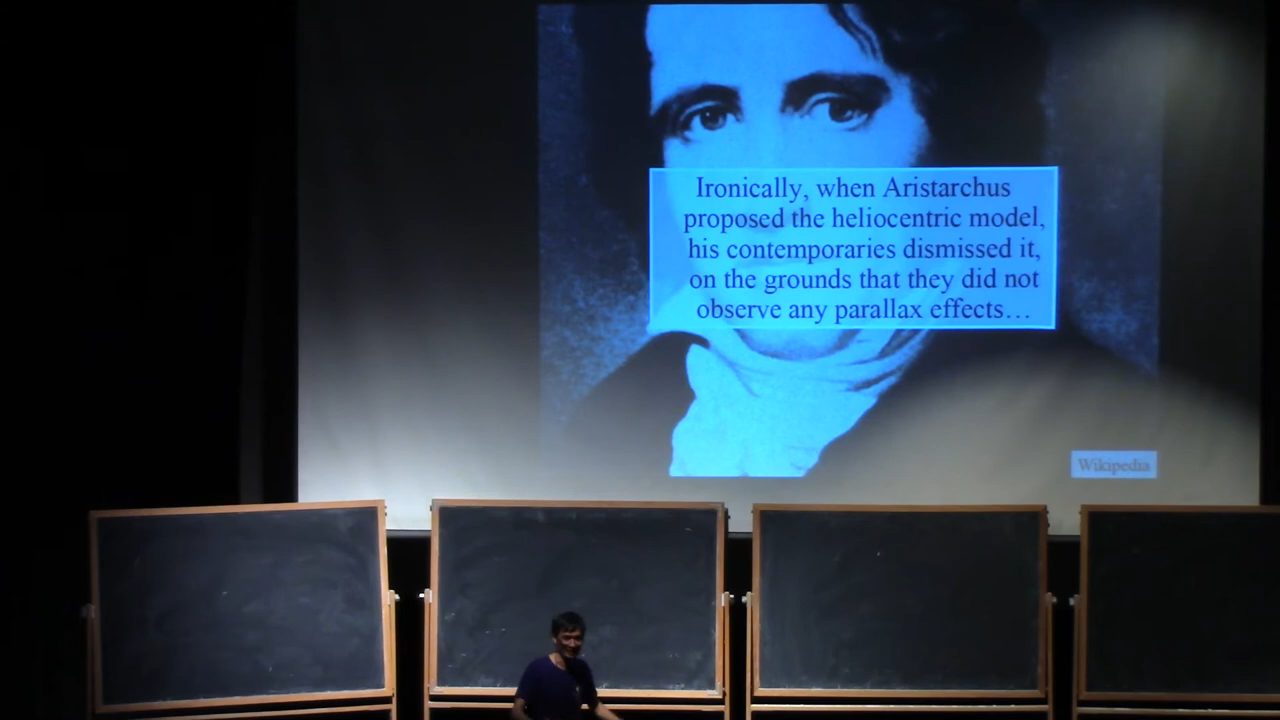 Ironically, when Aristarchus
proposed the heliocentric model,
his contemporaries dismissed it,
on the grounds that they did not
observe any parallax effects…
Wikipedia